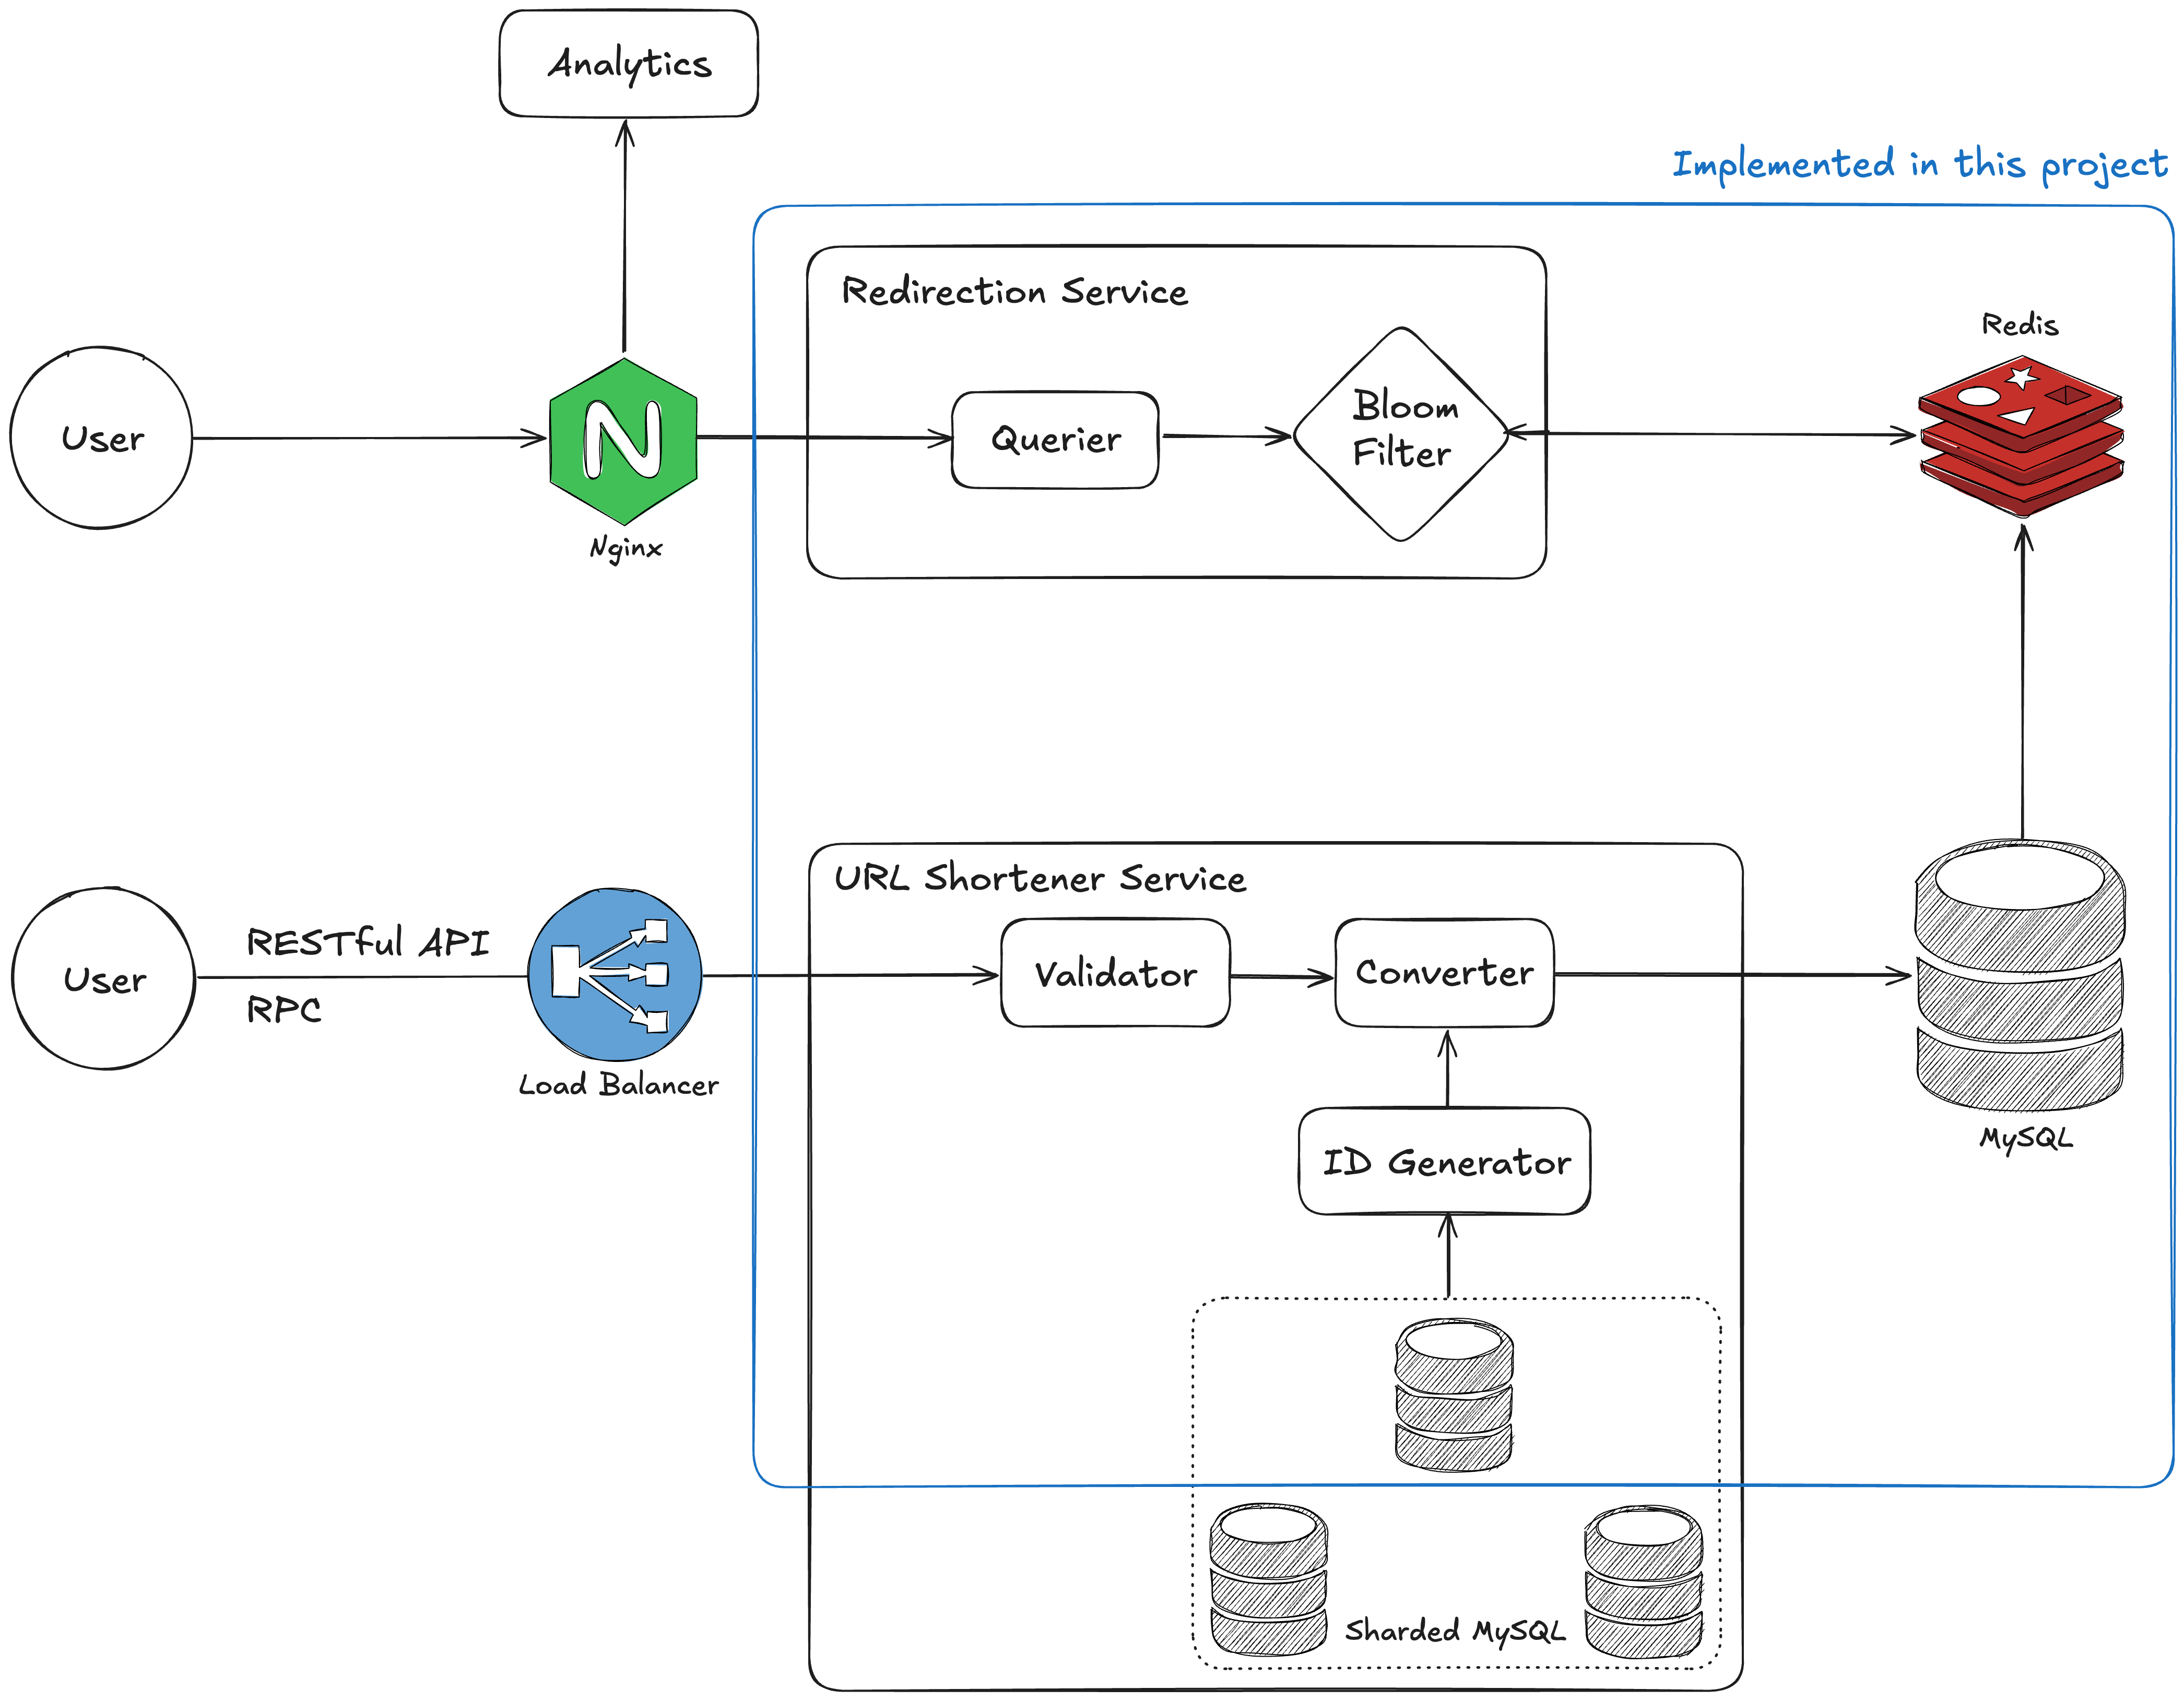 Analytics
Implemented in this project
Redirection Service
Redis
User
Querier
Bloom
Filter
Nginx
URL Shortener Service
User
RESTful API
RPC
Validator
Converter
Load Balancer
MySQL
ID Generator
Sharded MySQL